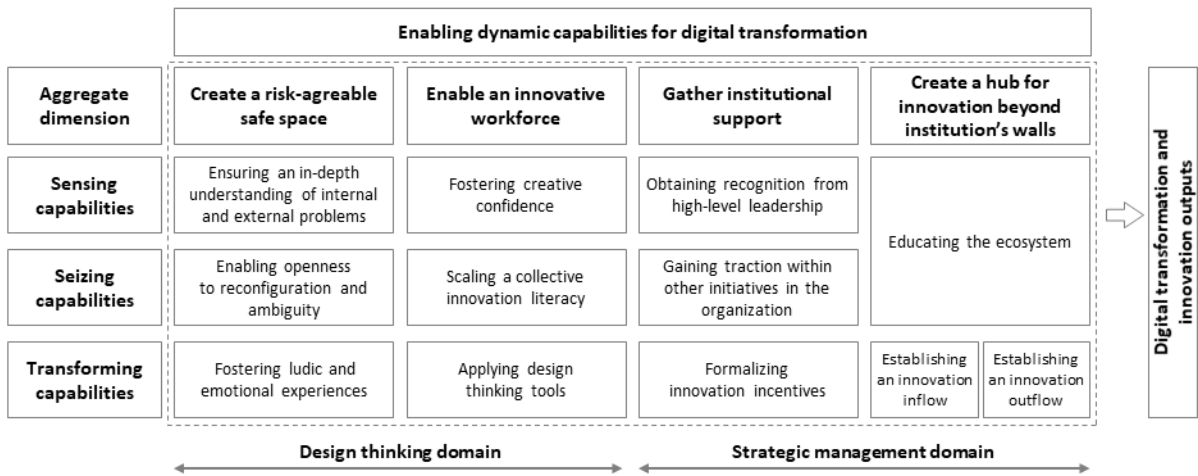 Enabling dynamic capabilities for digital transformation
Aggregate
dimension
Create a risk-agreable
safe space
Enable an innovative
workforce
Gather institutional
support
Create a hub for
innovation beyond
institution's walls
Sensing
capabilities
Ensuring an in-depth
understanding of internal
and external problems
Fostering creative
confidence
Obtaining recognition from
high-level leadership
Educating the ecosystem
Seizing
capabilities
Enabling openness
to reconfiguration and
ambiguity
Scaling a collective
innovation literacy
Gaining traction within
other initiatives in the
organization
Transforming
capabilities
Fostering ludic and
emotional experiences
Applying design
thinking tools
Formalizing
innovation incentives
Establishing
an innovation
inflow
Establishing
an innovation
outflow
Digital transformation and
innovation outputs
Design thinking domain
Strategic management domain